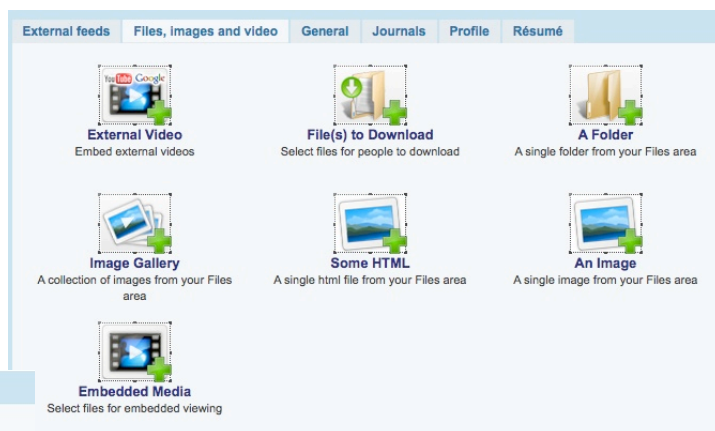 External feeds Files, images and video General Journals Profile Résumé
You Tube Google
External Video
Embed external videos
File(s) to Download
Select files for people to download
A Folder
A single folder from your Files area
Image Gallery
A collection of images from your Files
area
Some HTML
A single html file from your Files area
An Image
A single image from your Files area
Embedded Media
Select files for embedded viewing